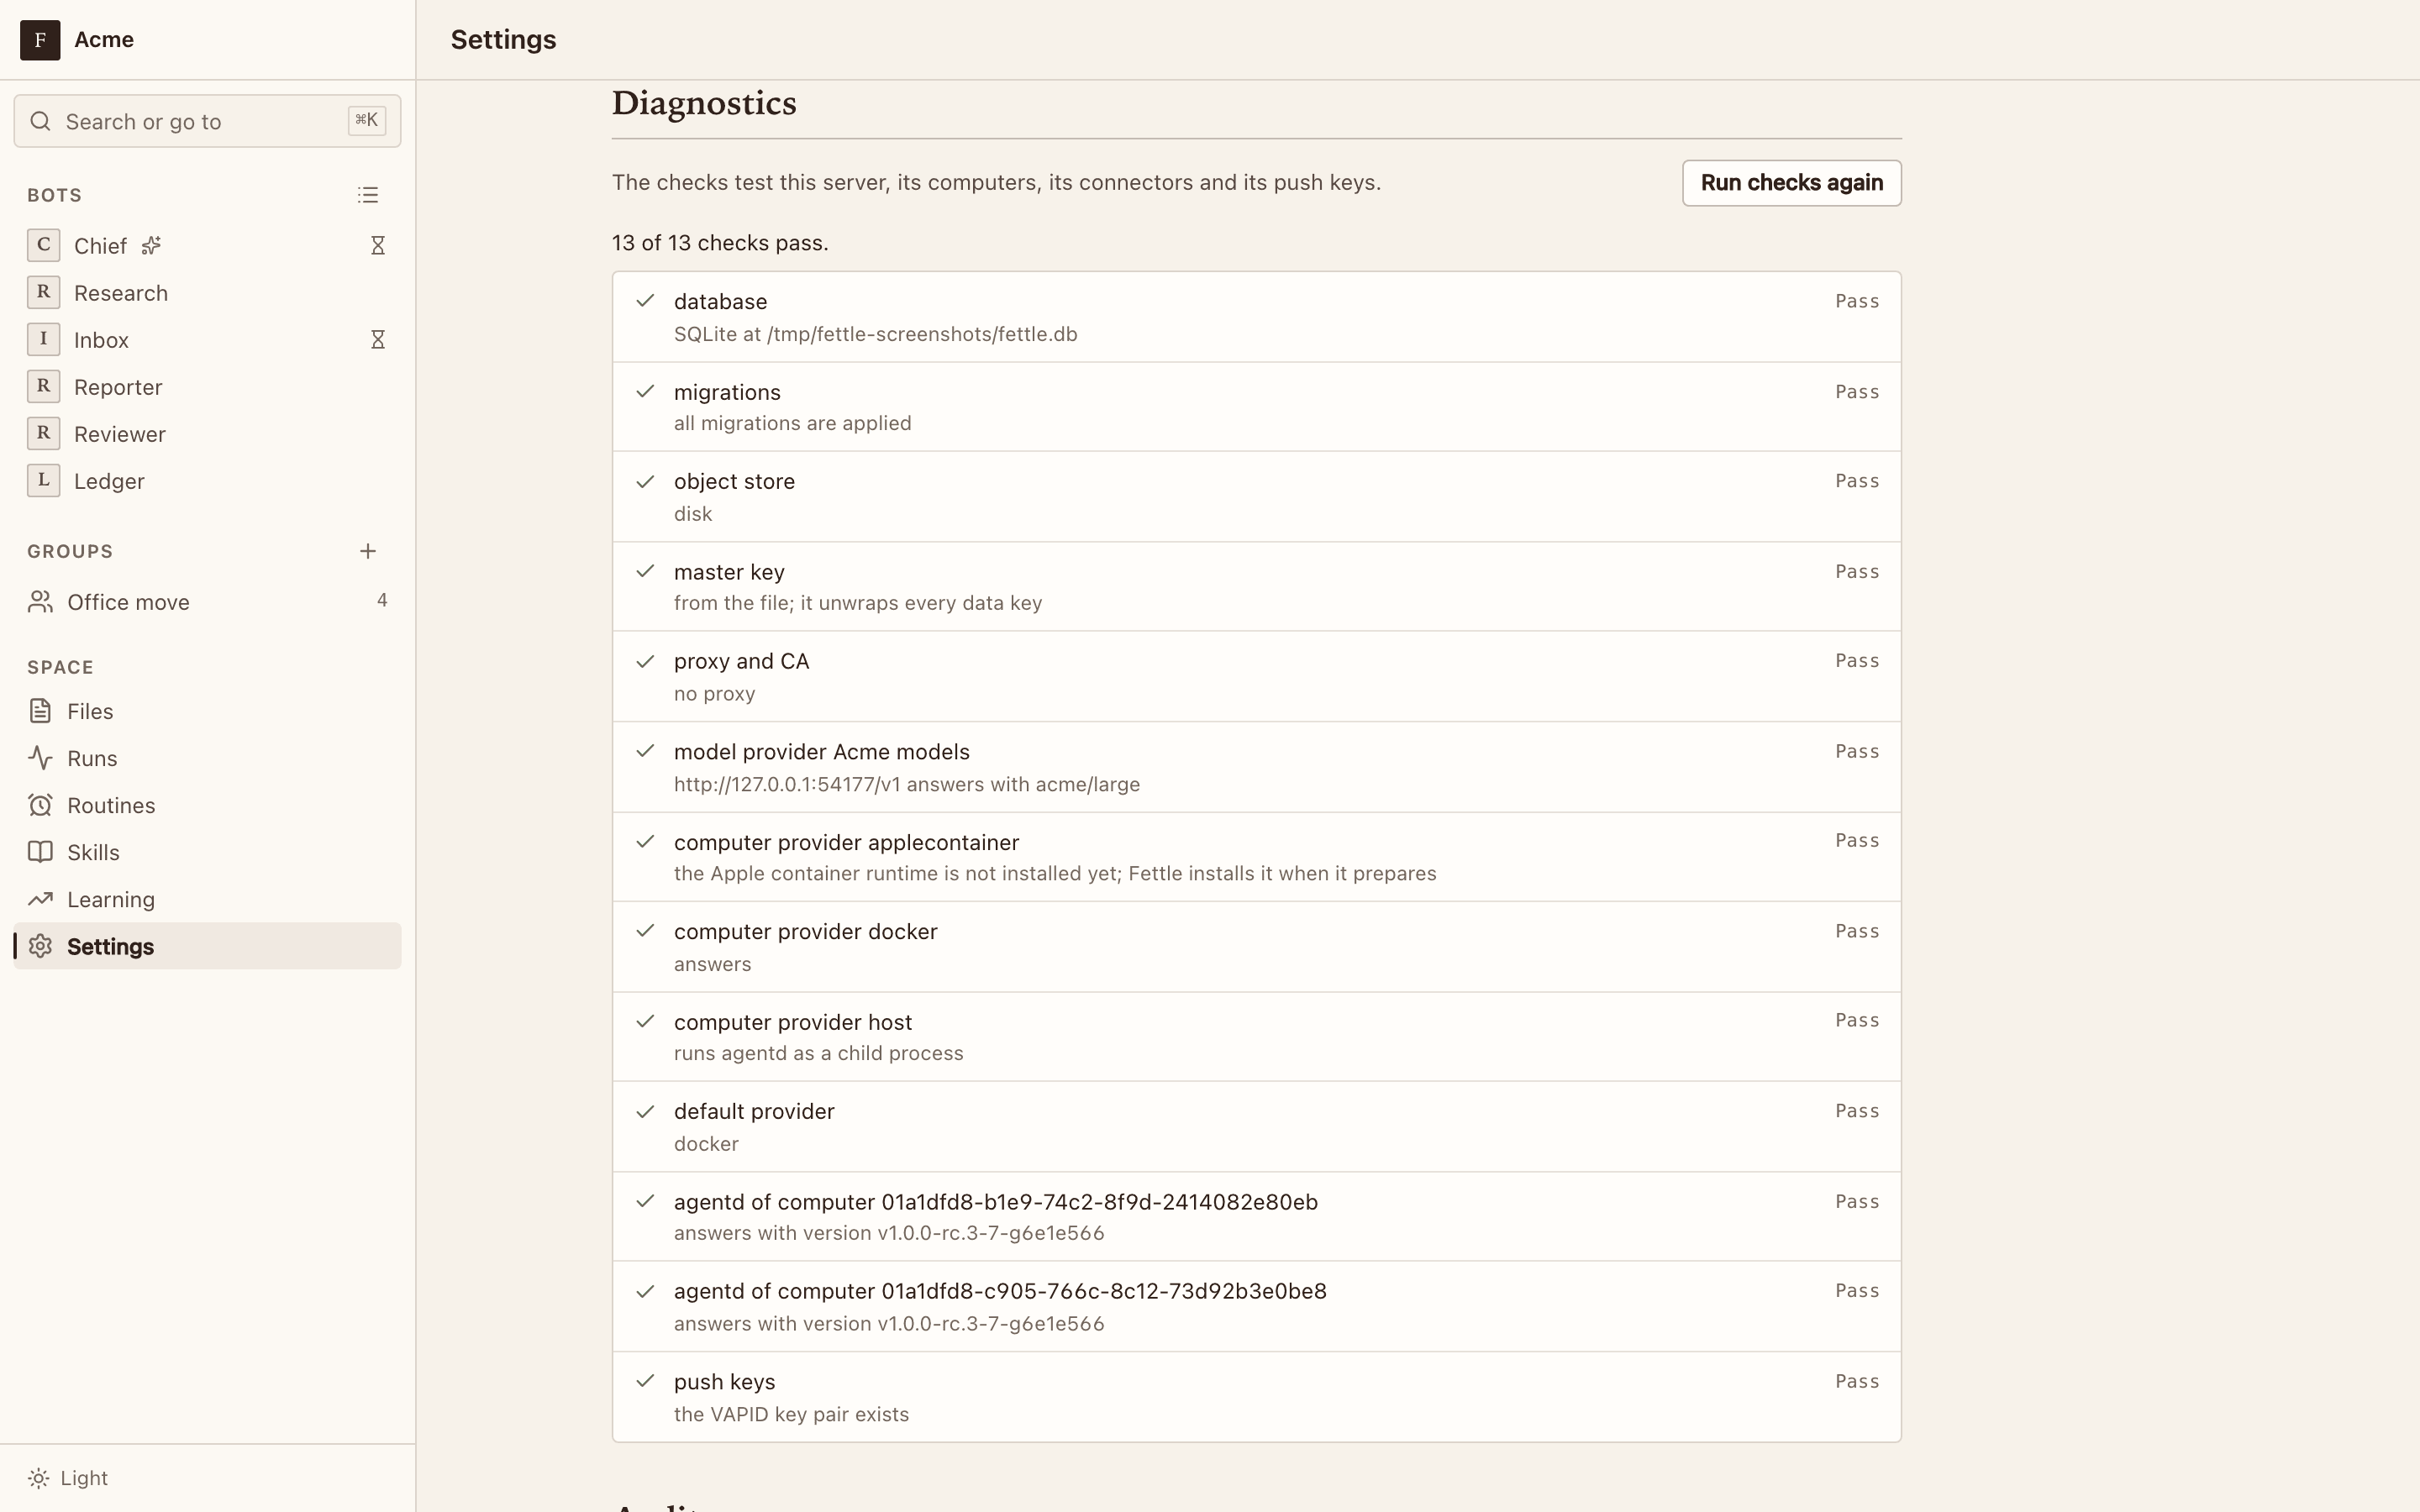 F Acme
Search or go to ⌘K
BOTS
C Chief
R Research
I Inbox
R Reporter
R Reviewer
L Ledger
GROUPS
Office move 4
SPACE
Files
Runs
Routines
Skills
Learning
Settings
Light
Settings
Diagnostics
The checks test this server, its computers, its connectors and its push keys.
Run checks again
13 of 13 checks pass.
database Pass
SQLite at /tmp/fettle-screenshots/fettle.db
migrations Pass
all migrations are applied
object store Pass
disk
master key Pass
from the file; it unwraps every data key
proxy and CA Pass
no proxy
model provider Acme models Pass
http://127.0.0.1:54177/v1 answers with acme/large
computer provider applecontainer Pass
the Apple container runtime is not installed yet; Fettle installs it when it prepares
computer provider docker Pass
answers
computer provider host Pass
runs agentd as a child process
default provider Pass
docker
agentd of computer 01a1dfd8-b1e9-74c2-8f9d-2414082e80eb Pass
answers with version v1.0.0-rc.3-7-g6e1e566
agentd of computer 01a1dfd8-c905-766c-8c12-73d92b3e0be8 Pass
answers with version v1.0.0-rc.3-7-g6e1e566
push keys Pass
the VAPID key pair exists